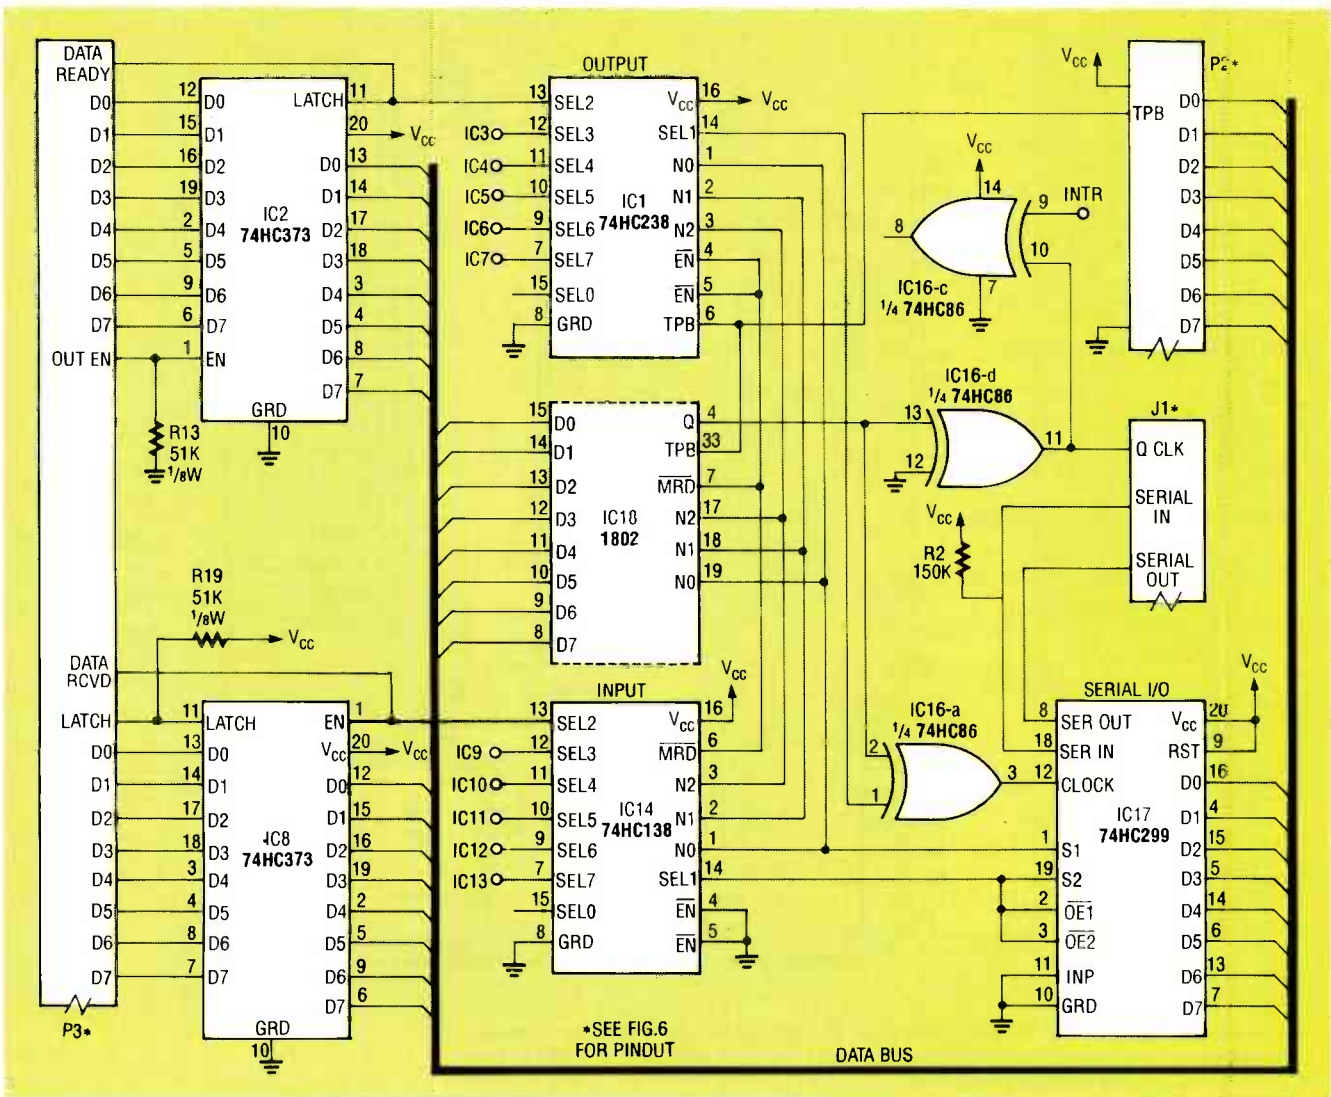 DATA
READY
D0
D1
D2
D3
D4
D5
D6
D7
OUT EN
12
15
16
19
2
5
9
6
1
D0
D1
D2
D3
D4
D5
D6
D7
EN
LATCH
IC2
74HC373
GRD
10
11
20
13
14
17
18
3
4
8
7
VCC
D0
D1
D2
D3
D4
D5
D6
D7
R13
51K
1/8W
OUTPUT
13
12
11
10
9
7
15
8
IC3
IC4
IC5
IC6
IC7
SEL2
SEL3
SEL4
SEL5
SEL6
SEL7
SEL0
GRD
IC1
74HC238
VCC
SEL1
N0
N1
N2
EN
EN
TPB
16
14
1
2
3
4
5
6
VCC
VCC
P2*
TPB
D0
D1
D2
D3
D4
D5
D6
D7
VCC
14
8
9
10
7
INTR
IC16-c
1/4 74HC86
15
14
13
12
11
10
9
8
D0
D1
D2
D3
D4
D5
D6
D7
IC18
1802
Q
TPB
MRD
N2
N1
N0
4
33
7
17
18
19
IC16-d
1/4 74HC86
13
12
11
J1*
Q CLK
SERIAL
IN
SERIAL
OUT
VCC
R2
150K
R19
51K
1/8W
VCC
DATA
RCVD
LATCH
D0
D1
D2
D3
D4
D5
D6
D7
P3*
11
13
14
17
18
3
4
8
7
LATCH
D0
D1
D2
D3
D4
D5
D6
D7
IC8
74HC373
GRD
10
EN
VCC
D0
D1
D2
D3
D4
D5
D6
D7
1
20
12
15
16
19
2
5
9
6
VCC
INPUT
13
12
11
10
9
7
15
8
IC9
IC10
IC11
IC12
IC13
SEL2
SEL3
SEL4
SEL5
SEL6
SEL7
SEL0
GRD
IC14
74HC138
VCC
MRD
N2
N1
N0
SEL1
EN
EN
16
6
3
2
1
14
4
5
VCC
IC16-a
1/4 74HC86
2
1
3
SERIAL I/O
8
18
12
1
19
2
3
11
10
SER OUT
SER IN
CLOCK
S1
S2
OE1
OE2
INP
GRD
IC17
74HC299
VCC
RST
D0
D1
D2
D3
D4
D5
D6
D7
20
9
16
4
15
5
14
6
13
7
VCC
*SEE FIG.6
FOR PINDUT
DATA BUS